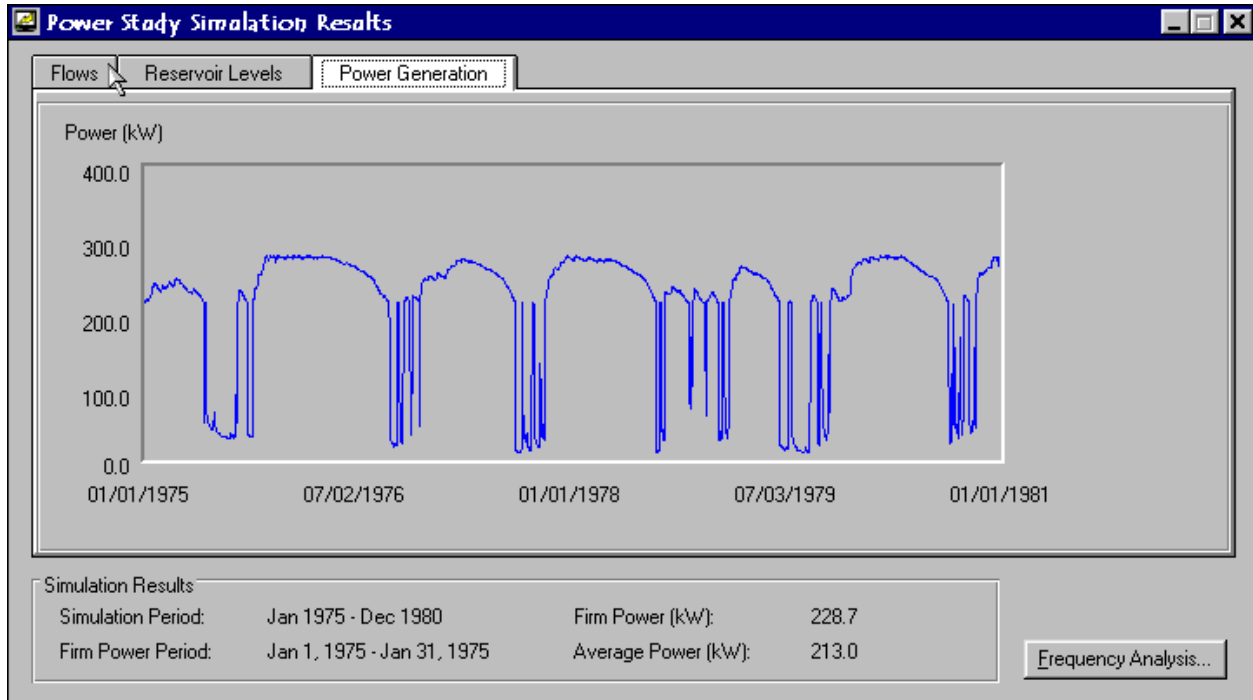 Power Study Simulation Results
Flows Reservoir Levels Power Generation
Power (kW)
400.0
300.0
200.0
100.0
0.0
01/01/1975 07/02/1976 01/01/1978 07/03/1979 01/01/1981
Simulation Results
Simulation Period: Jan 1975 - Dec 1980 Firm Power (kW): 228.7
Firm Power Period: Jan 1, 1975 - Jan 31, 1975 Average Power (kW): 213.0
Frequency Analysis...